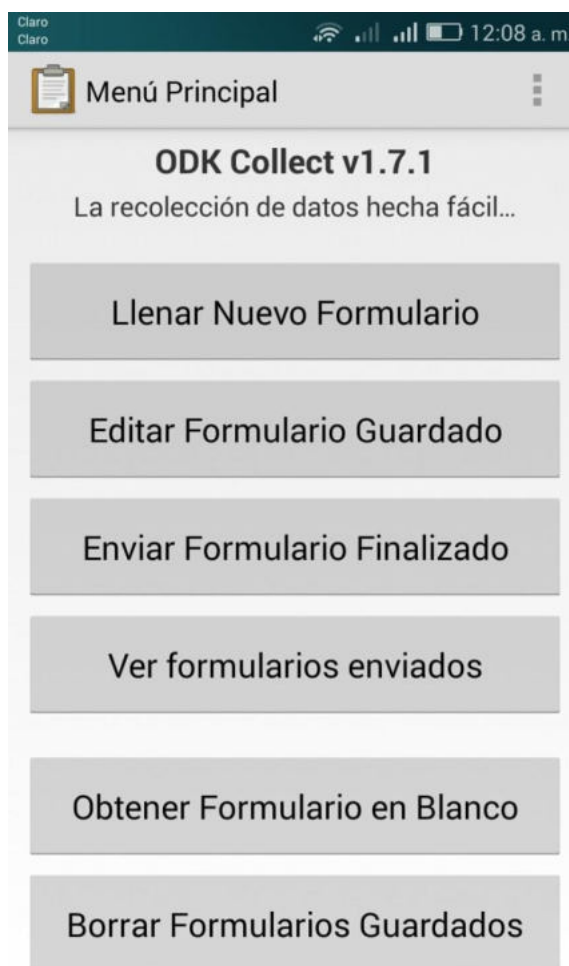 Claro
Claro
12:08 a. m
Menú Principal
ODK Collect v1.7.1
La recolección de datos hecha fácil...
Llenar Nuevo Formulario
Editar Formulario Guardado
Enviar Formulario Finalizado
Ver formularios enviados
Obtener Formulario en Blanco
Borrar Formularios Guardados